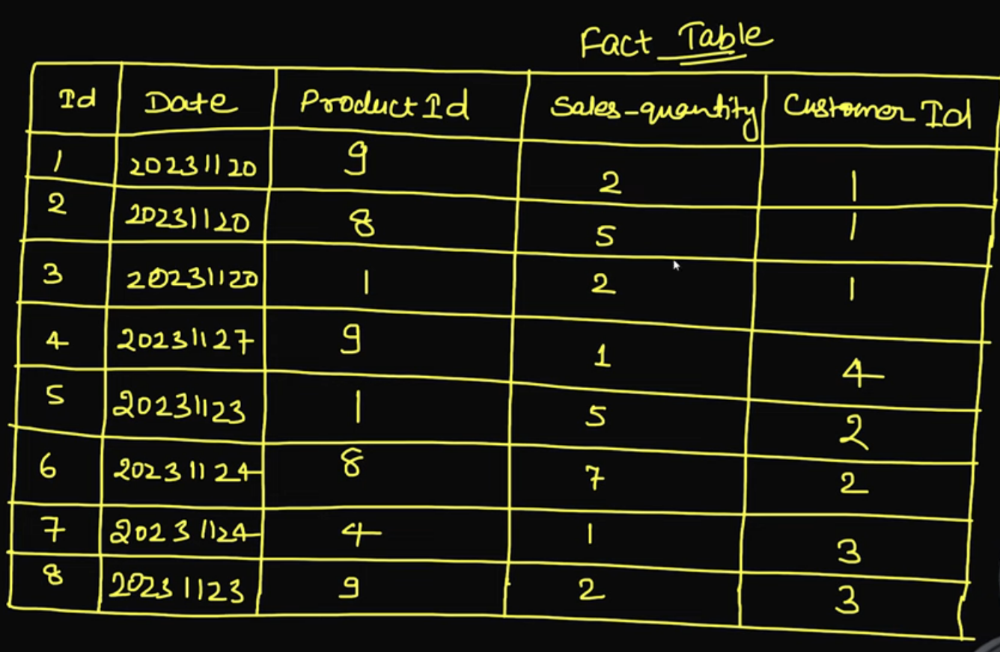 Fact Table
Id Date Product Id Sales-quantity Customer Id
1 20231120 9 2 1
2 20231120 8 5 1
3 20231120 1 2 1
4 20231127 9 1 4
5 20231123 1 5 2
6 20231124 8 7 2
7 20231124 4 1 3
8 20231123 9 2 3